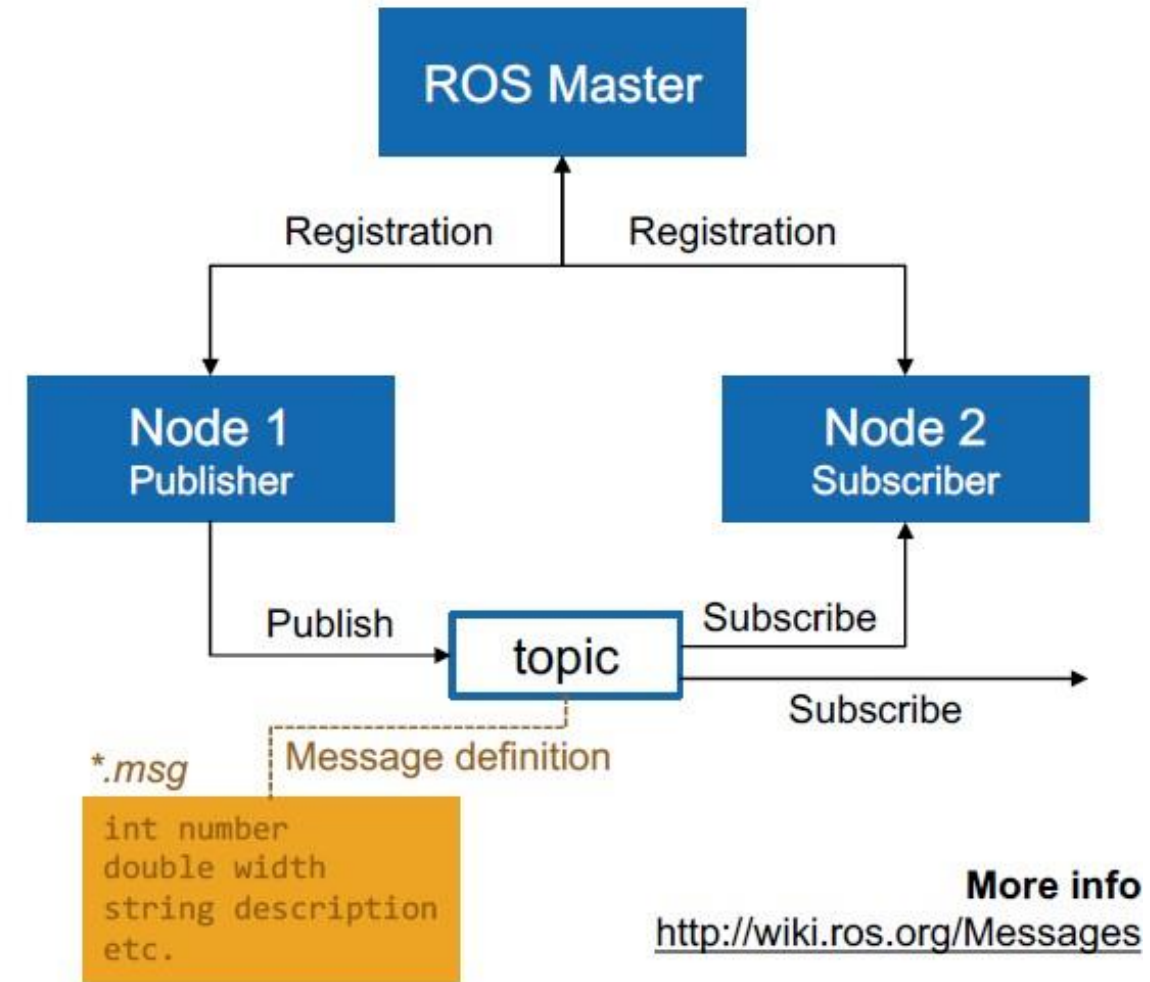 ROS Master
Registration
Registration
Node 1
Publisher
Node 2
Subscriber
Publish
topic
Subscribe
Subscribe
Message definition
*.msg
int number
double width
string description
etc.
More info
http://wiki.ros.org/Messages